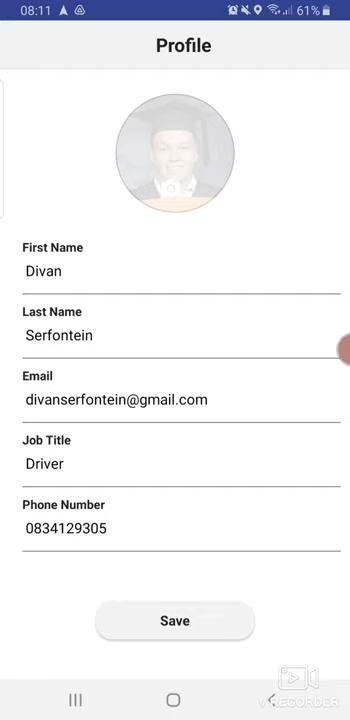 08:11 61%
Profile
First Name
Divan
Last Name
Serfontein
Email
divanserfontein@gmail.com
Job Title
Driver
Phone Number
0834129305
Save
V RECORDER